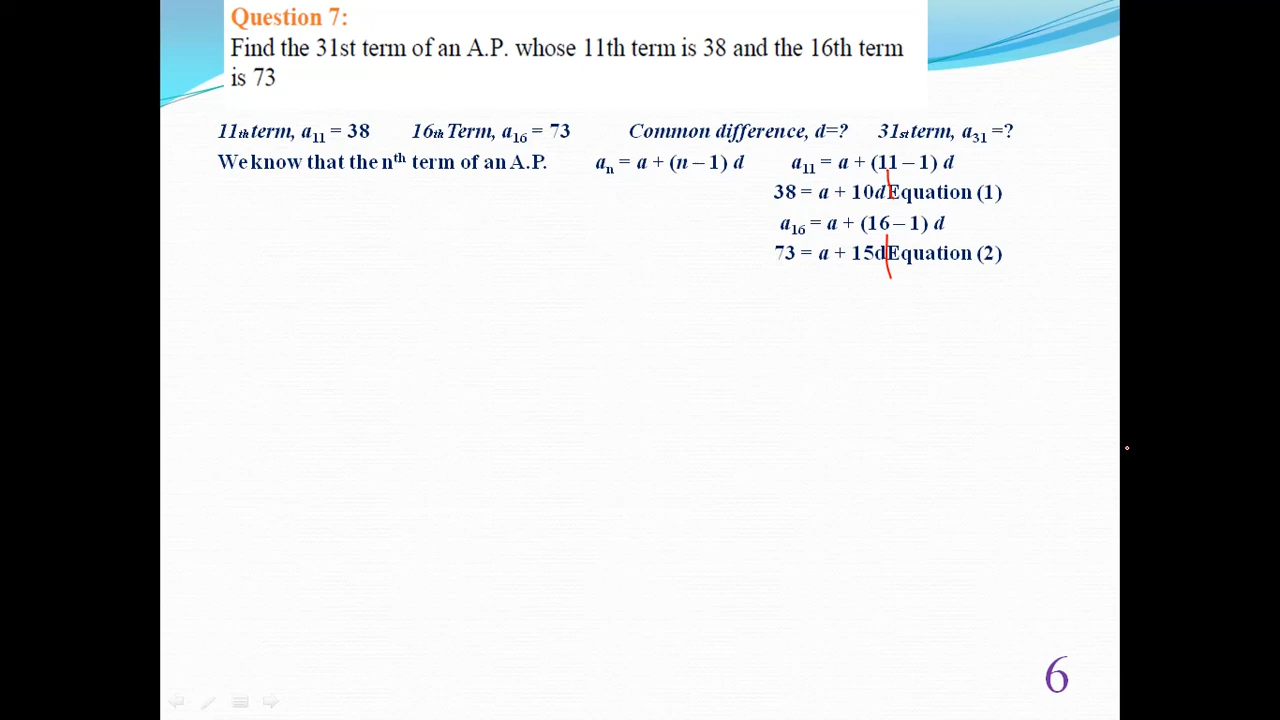 Question 7:
Find the 31st term of an A.P. whose 11th term is 38 and the 16th term
is 73
11th term, a11 = 38 16th Term, a16 = 73 Common difference, d=? 31st term, a31 =?
We know that the nth term of an A.P. an = a + (n – 1) d a11 = a + (11 – 1) d
38 = a + 10d Equation (1)
a16 = a + (16 – 1) d
73 = a + 15d Equation (2)
6